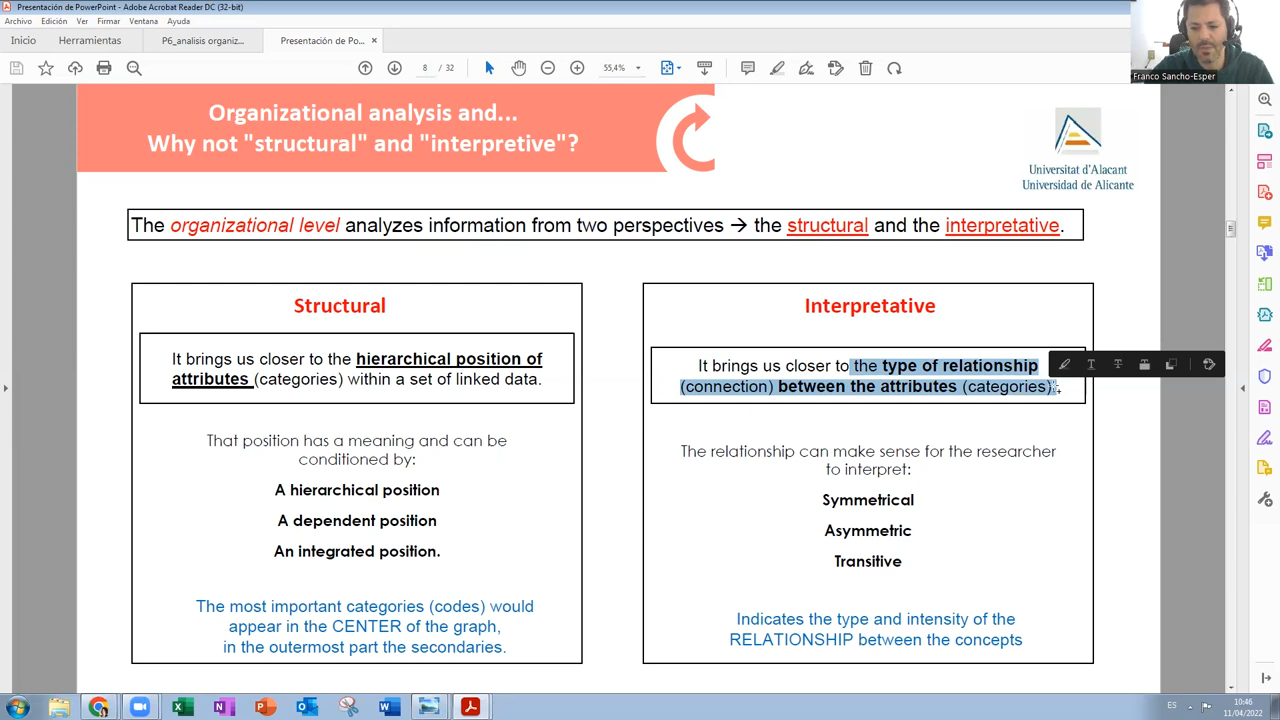 Presentación de PowerPoint - Adobe Acrobat Reader DC (32-bit)
Archivo Edición Ver Firmar Ventana Ayuda
Inicio Herramientas P6_analisis organiz... Presentación de Po... ×
8 / 32 55,4%
Franco Sancho-Esper
Organizational analysis and...
Why not "structural" and "interpretive"?
Universitat d'Alacant
Universidad de Alicante
The organizational level analyzes information from two perspectives → the structural and the interpretative.
Structural
It brings us closer to the hierarchical position of
attributes (categories) within a set of linked data.
That position has a meaning and can be
conditioned by:
A hierarchical position
A dependent position
An integrated position.
The most important categories (codes) would
appear in the CENTER of the graph,
in the outermost part the secondaries.
Interpretative
It brings us closer to the type of relationship
(connection) between the attributes (categories).
The relationship can make sense for the researcher
to interpret:
Symmetrical
Asymmetric
Transitive
Indicates the type and intensity of the
RELATIONSHIP between the concepts
ES
10:46
11/04/2022